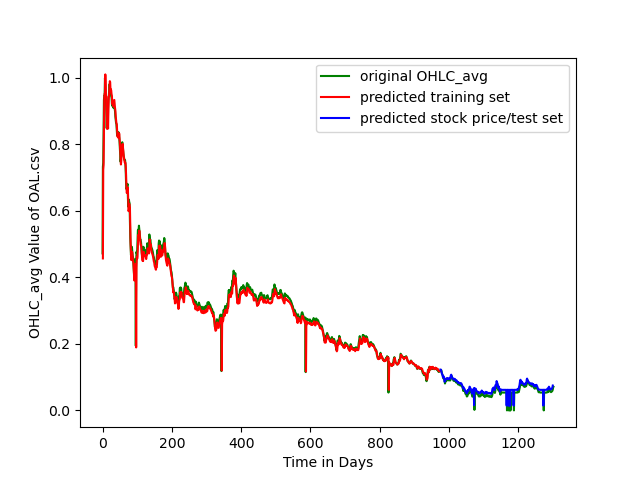 original OHLC_avg
predicted training set
predicted stock price/test set
OHLC_avg Value of OAL.csv
1.0
0.8
0.6
0.4
0.2
0.0
0 200 400 600 800 1000 1200
Time in Days